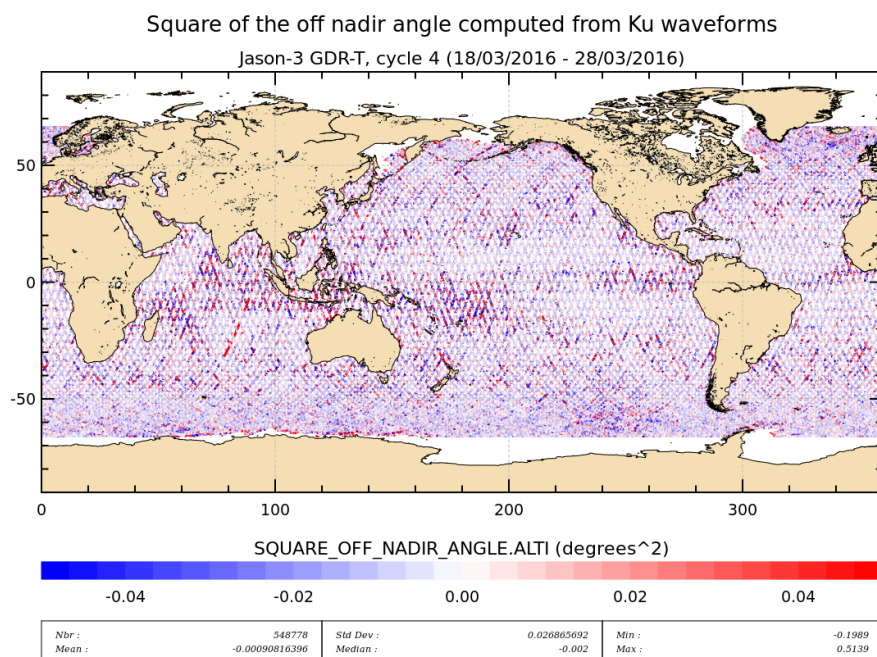 Square of the off nadir angle computed from Ku waveforms
Jason-3 GDR-T, cycle 4 (18/03/2016 - 28/03/2016)
50
0
-50
0 100 200 300
SQUARE_OFF_NADIR_ANGLE.ALTI (degrees^2)
-0.04 -0.02 0.00 0.02 0.04
Nbr : 548778 Std Dev : 0.026865692 Min : -0.1989
Mean : -0.00090816396 Median : -0.002 Max : 0.5139